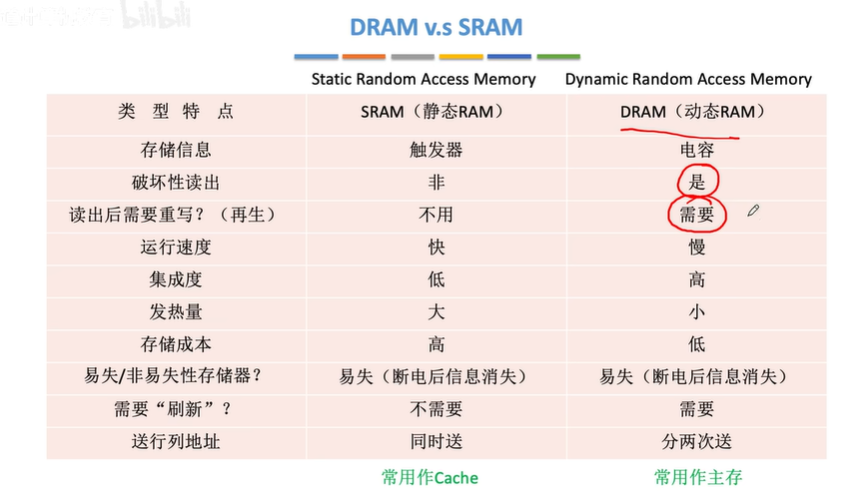 bilibili
DRAM v.s SRAM
Static Random Access Memory Dynamic Random Access Memory
类 型 特 点 SRAM（静态RAM） DRAM（动态RAM）
存储信息 触发器 电容
破坏性读出 非 是
读出后需要重写？（再生） 不用 需要
运行速度 快 慢
集成度 低 高
发热量 大 小
存储成本 高 低
易失/非易失性存储器？ 易失（断电后信息消失） 易失（断电后信息消失）
需要“刷新”？ 不需要 需要
送行列地址 同时送 分两次送
常用作Cache 常用作主存